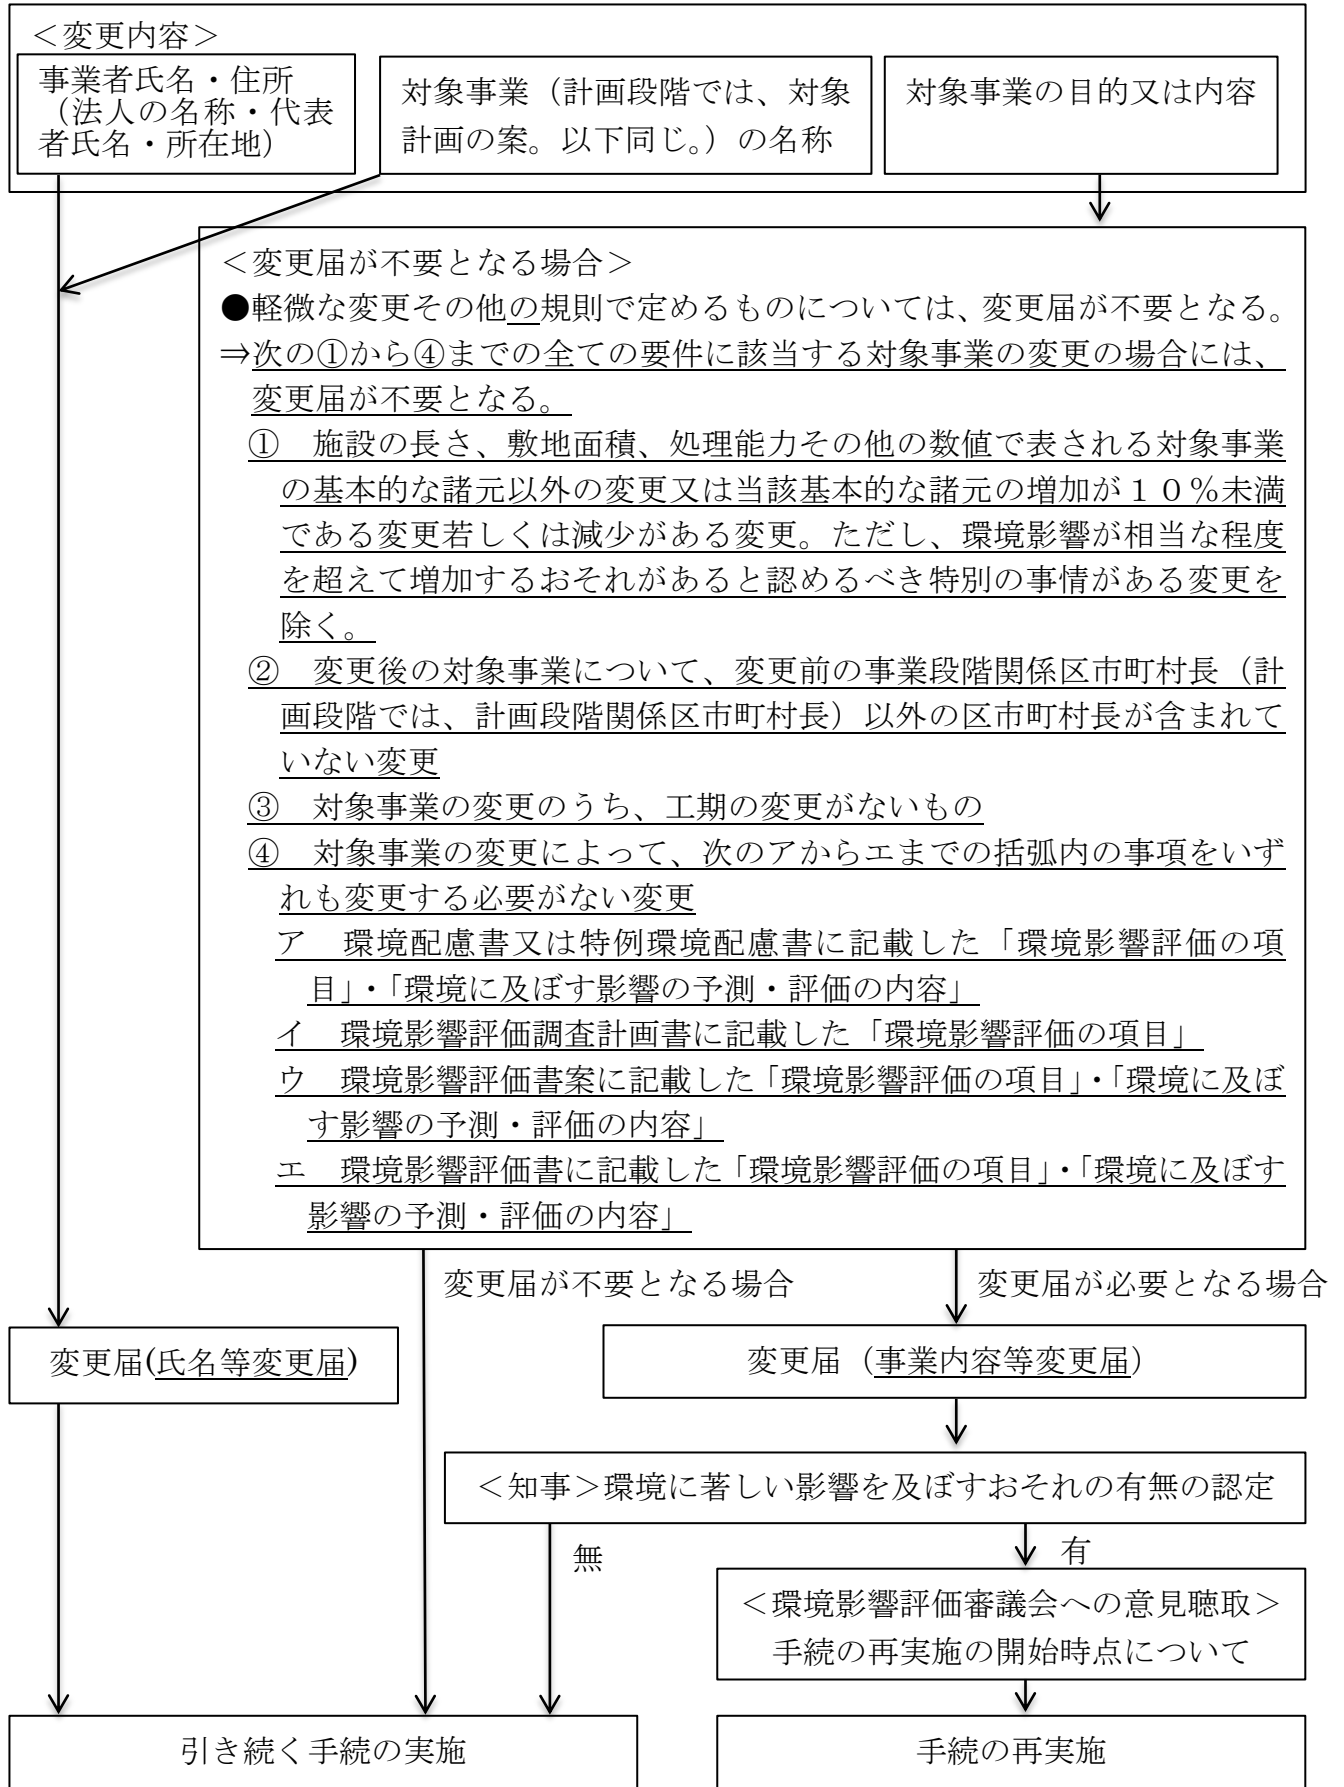 ＜変更内容＞
事業者氏名・住所
（法人の名称・代表
者氏名・所在地）
対象事業（計画段階では、対象
計画の案。以下同じ。）の名称
対象事業の目的又は内容
＜変更届が不要となる場合＞
●軽微な変更その他の規則で定めるものについては、変更届が不要となる。
⇒次の①から④までの全ての要件に該当する対象事業の変更の場合には、
変更届が不要となる。
①　施設の長さ、敷地面積、処理能力その他の数値で表される対象事業
の基本的な諸元以外の変更又は当該基本的な諸元の増加が１０％未満
である変更若しくは減少がある変更。ただし、環境影響が相当な程度
を超えて増加するおそれがあると認めるべき特別の事情がある変更を
除く。
②　変更後の対象事業について、変更前の事業段階関係区市町村長（計
画段階では、計画段階関係区市町村長）以外の区市町村長が含まれて
いない変更
③　対象事業の変更のうち、工期の変更がないもの
④　対象事業の変更によって、次のアからエまでの括弧内の事項をいず
れも変更する必要がない変更
ア　環境配慮書又は特例環境配慮書に記載した「環境影響評価の項
目」・「環境に及ぼす影響の予測・評価の内容」
イ　環境影響評価調査計画書に記載した「環境影響評価の項目」
ウ　環境影響評価書案に記載した「環境影響評価の項目」・「環境に及ぼ
す影響の予測・評価の内容」
エ　環境影響評価書に記載した「環境影響評価の項目」・「環境に及ぼす
影響の予測・評価の内容」
変更届が不要となる場合
変更届が必要となる場合
変更届(氏名等変更届)
変更届（事業内容等変更届）
＜知事＞環境に著しい影響を及ぼすおそれの有無の認定
無
有
＜環境影響評価審議会への意見聴取＞
手続の再実施の開始時点について
引き続く手続の実施
手続の再実施